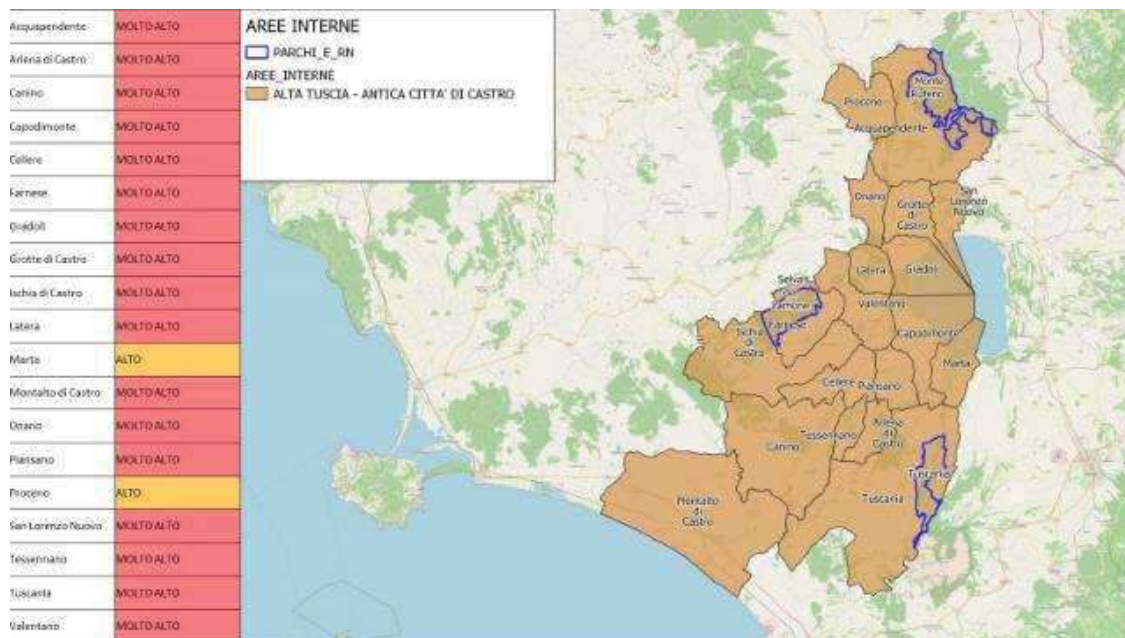 Acquapendente MOLTO ALTO
Arlena di Castro MOLTO ALTO
Canino MOLTO ALTO
Capodimonte MOLTO ALTO
Cellere MOLTO ALTO
Farnese MOLTO ALTO
Gradoli MOLTO ALTO
Grotte di Castro MOLTO ALTO
Ischia di Castro MOLTO ALTO
Latera MOLTO ALTO
Marta ALTO
Montalto di Castro MOLTO ALTO
Onano MOLTO ALTO
Piansano MOLTO ALTO
Proceno ALTO
San Lorenzo Nuovo MOLTO ALTO
Tessennano MOLTO ALTO
Tuscania MOLTO ALTO
Valentano MOLTO ALTO
AREE INTERNE
PARCHI_E_RN
AREE_INTERNE
ALTA TUSCIA - ANTICA CITTA' DI CASTRO
Monte
Rufeno
Proceno
Acquapendente
Onano
Grotte
di
Castro
San
Lorenzo
Nuovo
Latera
Gradoli
Selva
Lamone
Farnese
Ischia
di
Castro
Valentano
Capodimonte
Marta
Cellere
Piansano
Tessennano
Arlena
di
Castro
Canino
Tuscania
Tuscania
Montalto
di
Castro